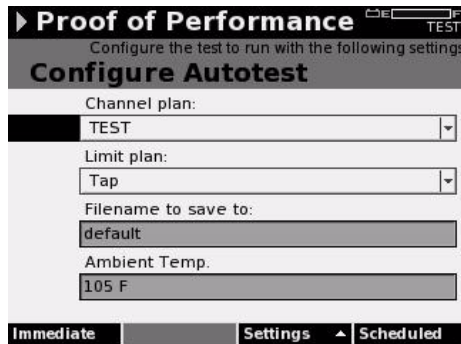 Proof of Performance
E F
TEST
Configure the test to run with the following settings
Configure Autotest
Channel plan:
TEST
Limit plan:
Tap
Filename to save to:
default
Ambient Temp.
105 F
Immediate Settings Scheduled